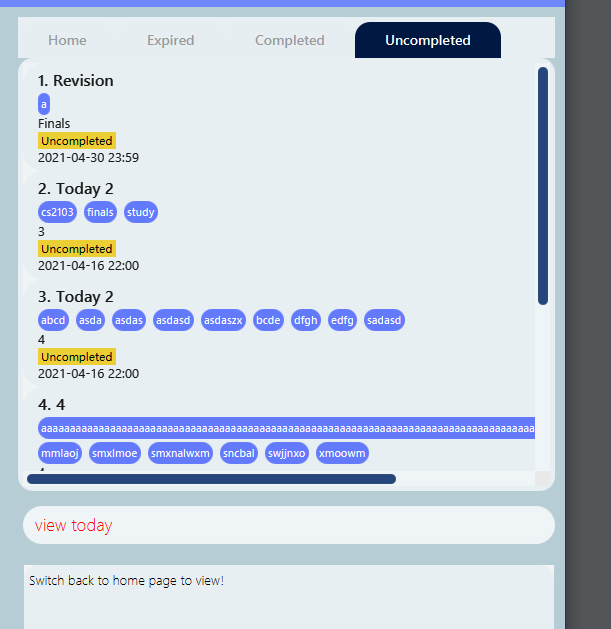 Home Expired Completed Uncompleted
1. Revision
a
Finals
Uncompleted
2021-04-30 23:59
2. Today 2
cs2103 finals study
3
Uncompleted
2021-04-16 22:00
3. Today 2
abcd asda asdas asdasd asdaszx bcde dfgh edfg sadasd
4
Uncompleted
2021-04-16 22:00
4. 4
mmlaoj smxlmoe smxnalwxm sncbal swjjnxo xmoowm
view today
Switch back to home page to view!